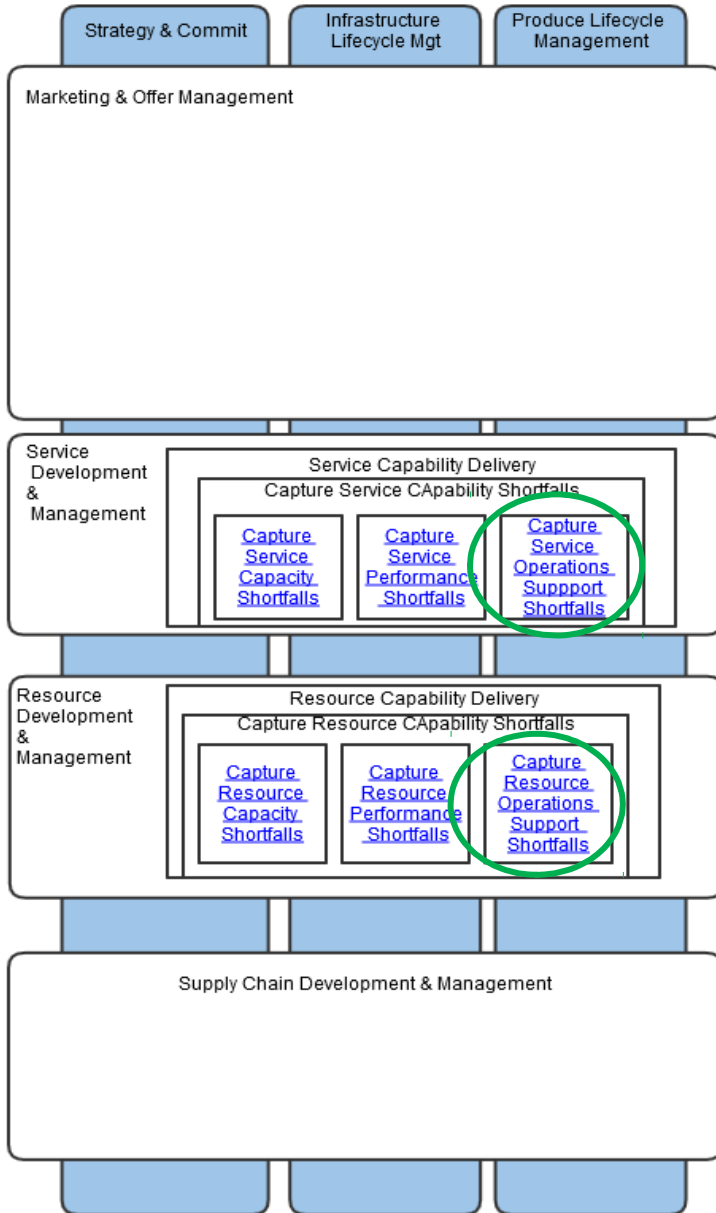 Strategy & Commit
Infrastructure
Lifecycle Mgt
Produce Lifecycle
Management
Marketing & Offer Management
Service
Development
&
Management
Service Capability Delivery
Capture Service CApability Shortfalls
Capture
Service
Capacity
Shortfalls
Capture
Service
Performance
Shortfalls
Capture
Service
Operations
Suppport
Shortfalls
Resource
Development
&
Management
Resource Capability Delivery
Capture Resource CApability Shortfalls
Capture
Resource
Capacity
Shortfalls
Capture
Resource
Performance
Shortfalls
Capture
Resource
Operations
Support
Shortfalls
Supply Chain Development & Management